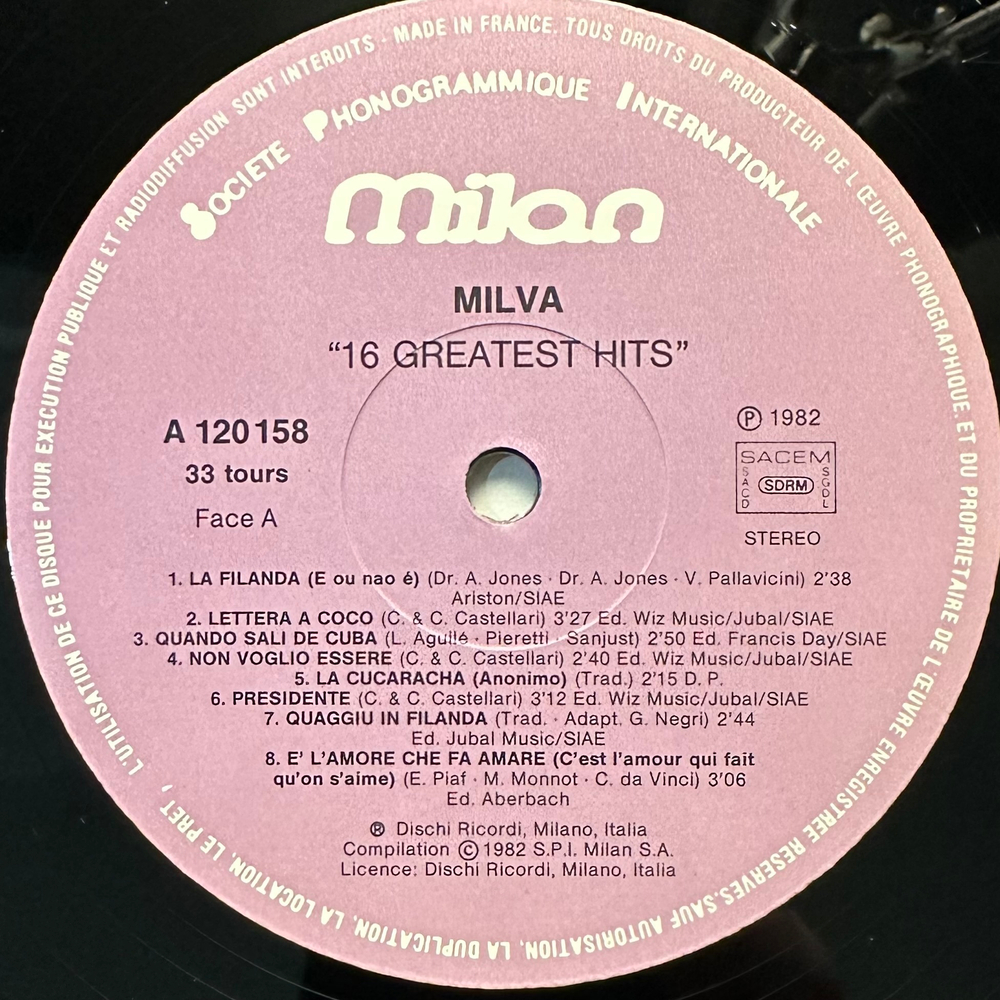 L'UTILISATION DE CE DISQUE POUR EXECUTION PUBLIQUE ET RADIODIFFUSION SONT INTERDITS · MADE IN FRANCE. TOUS DROITS DU PRODUCTEUR DE L'ŒUVRE PHONOGRAPHIQUE ET DU PROPRIETAIRE DE L'ŒUVRE ENREGISTREE RESERVES.SAUF AUTORISATION, LA DUPLICATION, LA LOCATION, LE PRET,
SOCIETE PHONOGRAMMIQUE INTERNATIONALE
milan
MILVA
“16 GREATEST HITS”
A 120158
33 tours
Face A
Ⓟ 1982
SACEM
SACD
SDRM
SGDL
STEREO
1. LA FILANDA (E ou nao é) (Dr. A. Jones · Dr. A. Jones · V. Pallavicini) 2'38
Ariston/SIAE
2. LETTERA A COCO (C. & C. Castellari) 3'27 Ed. Wiz Music/Jubal/SIAE
3. QUANDO SALI DE CUBA (L. Agullé · Pieretti · Sanjust) 2'50 Ed. Francis Day/SIAE
4. NON VOGLIO ESSERE (C. & C. Castellari) 2'40 Ed. Wiz Music/Jubal/SIAE
5. LA CUCARACHA (Anonimo) (Trad.) 2'15 D. P.
6. PRESIDENTE (C. & C. Castellari) 3'12 Ed. Wiz Music/Jubal/SIAE
7. QUAGGIU IN FILANDA (Trad. · Adapt. G. Negri) 2'44
Ed. Jubal Music/SIAE
8. E' L'AMORE CHE FA AMARE (C'est l'amour qui fait
qu'on s'aime) (E. Piaf · M. Monnot · C. da Vinci) 3'06
Ed. Aberbach
® Dischi Ricordi, Milano, Italia
Compilation © 1982 S.P.I. Milan S.A.
Licence: Dischi Ricordi, Milano, Italia